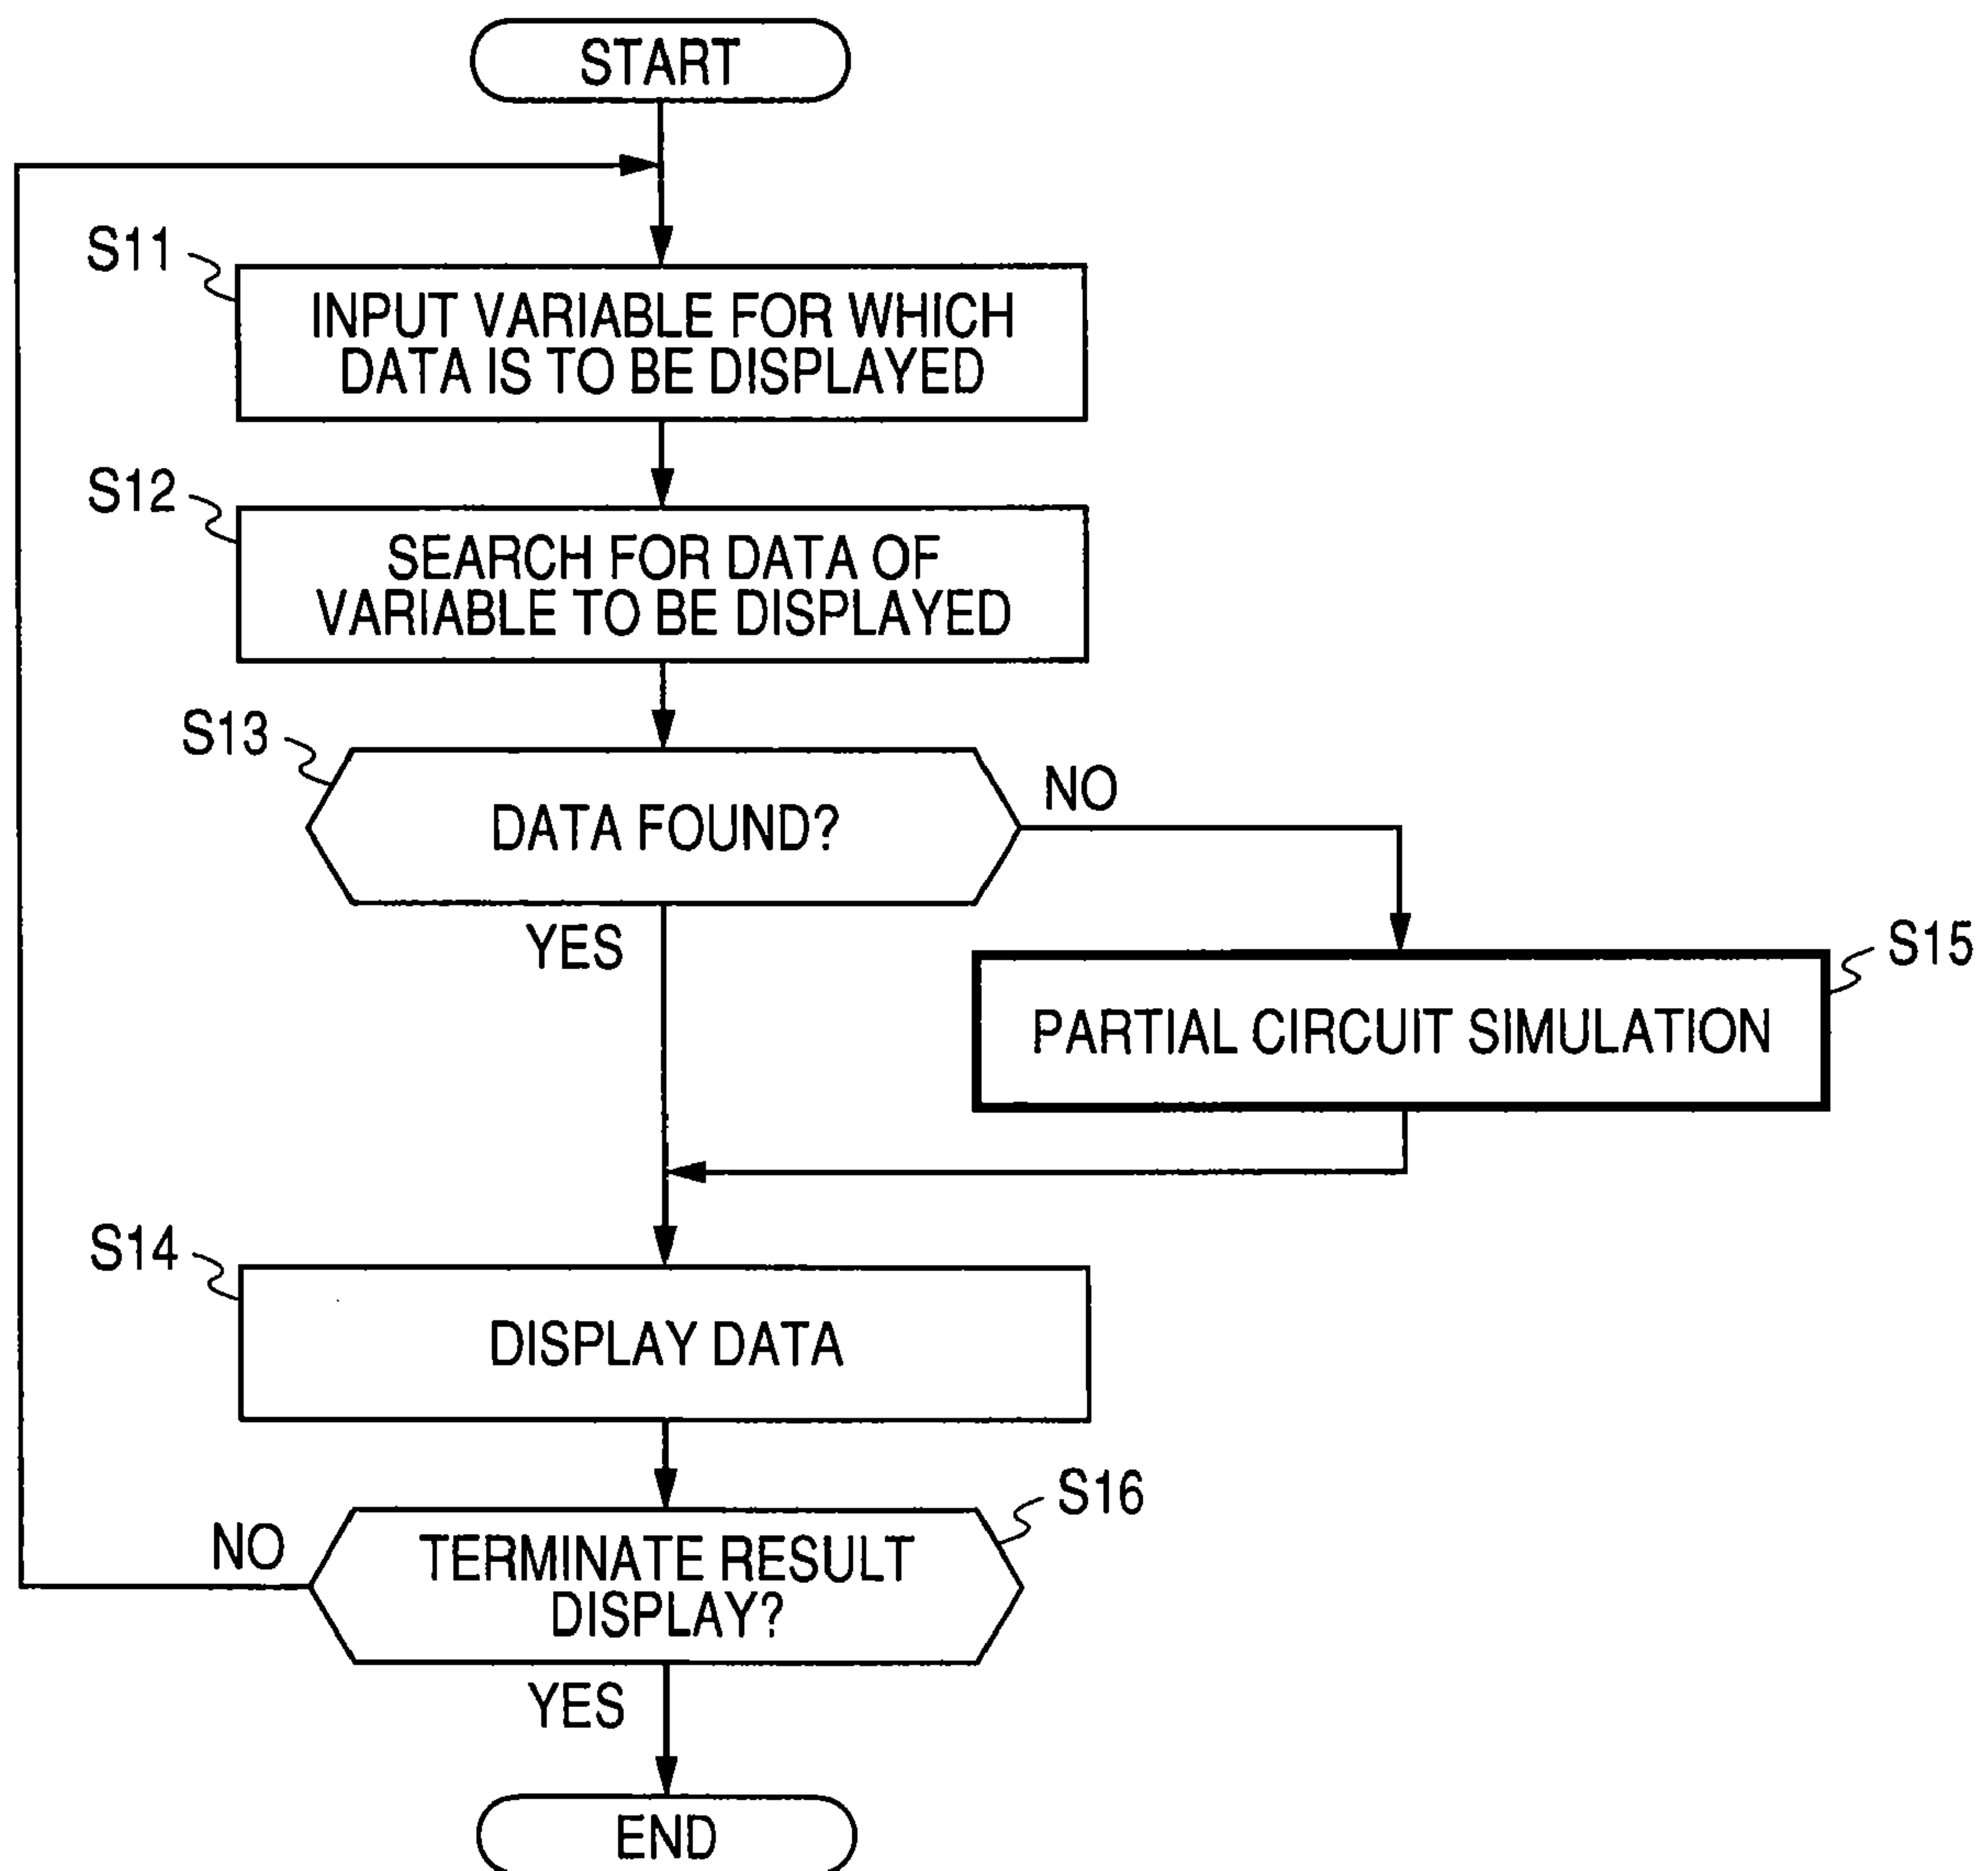 START
S11
INPUT VARIABLE FOR WHICH
DATA IS TO BE DISPLAYED
S12
SEARCH FOR DATA OF
VARIABLE TO BE DISPLAYED
S13
DATA FOUND?
NO
YES
S15
PARTIAL CIRCUIT SIMULATION
S14
DISPLAY DATA
S16
NO
TERMINATE RESULT
DISPLAY?
YES
END